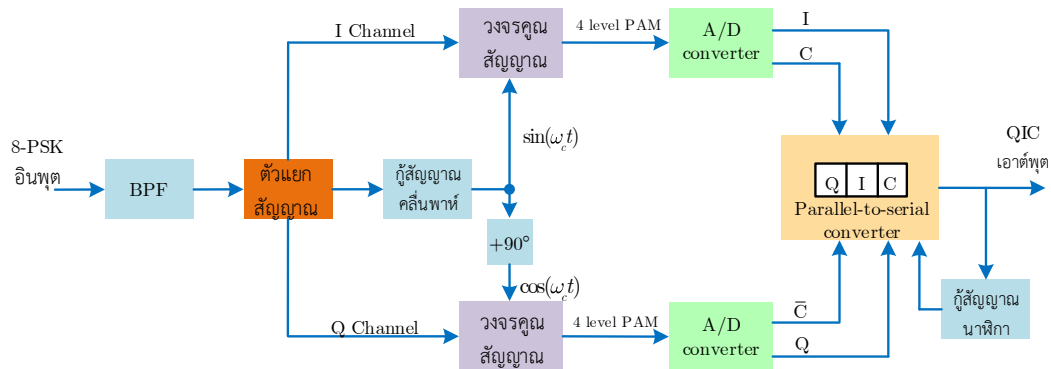 I Channel
วงจรคูณ
สัญญาณ
4 level PAM
A/D
converter
I
C
sin(ω_c t)
8-PSK
อินพุต
BPF
ตัวแยก
สัญญาณ
กู้สัญญาณ
คลื่นพาห์
+90°
cos(ω_c t)
Q I C
Parallel-to-serial
converter
QIC
เอาต์พุต
กู้สัญญาณ
นาฬิกา
Q Channel
วงจรคูณ
สัญญาณ
4 level PAM
A/D
converter
C̅
Q